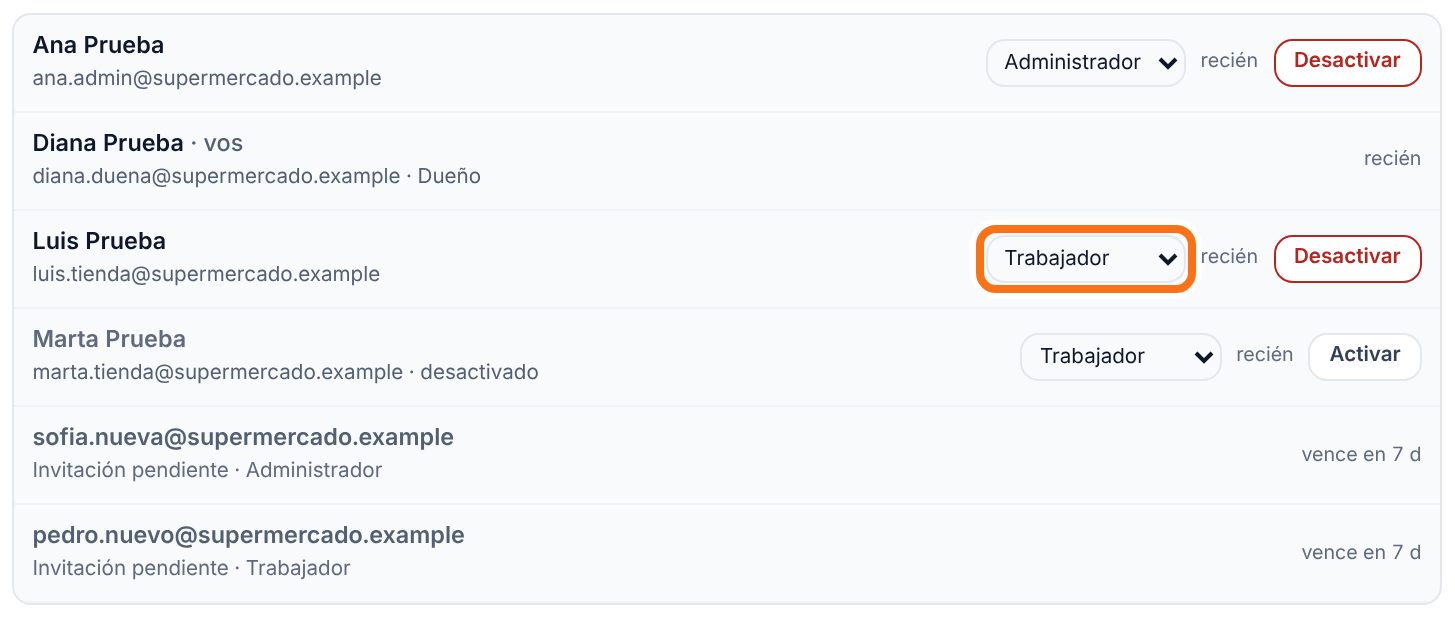 Ana Prueba
ana.admin@supermercado.example
Administrador
recién
Desactivar
Diana Prueba · vos
diana.duena@supermercado.example · Dueño
recién
Luis Prueba
luis.tienda@supermercado.example
Trabajador
recién
Desactivar
Marta Prueba
marta.tienda@supermercado.example · desactivado
Trabajador
recién
Activar
sofia.nueva@supermercado.example
Invitación pendiente · Administrador
vence en 7 d
pedro.nuevo@supermercado.example
Invitación pendiente · Trabajador
vence en 7 d